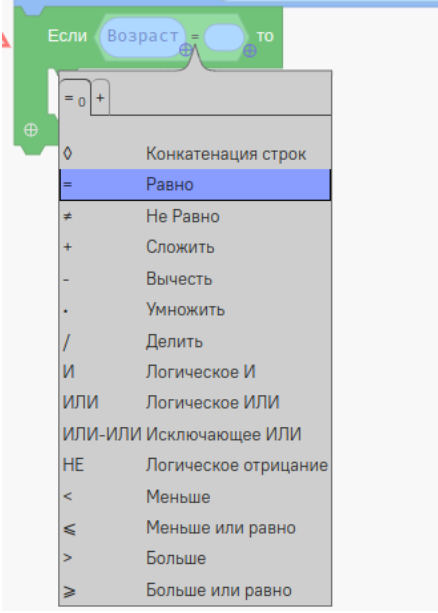 Если Возраст = то
= 0 +
◊ Конкатенация строк
= Равно
≠ Не Равно
+ Сложить
- Вычесть
· Умножить
/ Делить
И Логическое И
ИЛИ Логическое ИЛИ
ИЛИ-ИЛИ Исключающее ИЛИ
НЕ Логическое отрицание
< Меньше
⩽ Меньше или равно
> Больше
⩾ Больше или равно